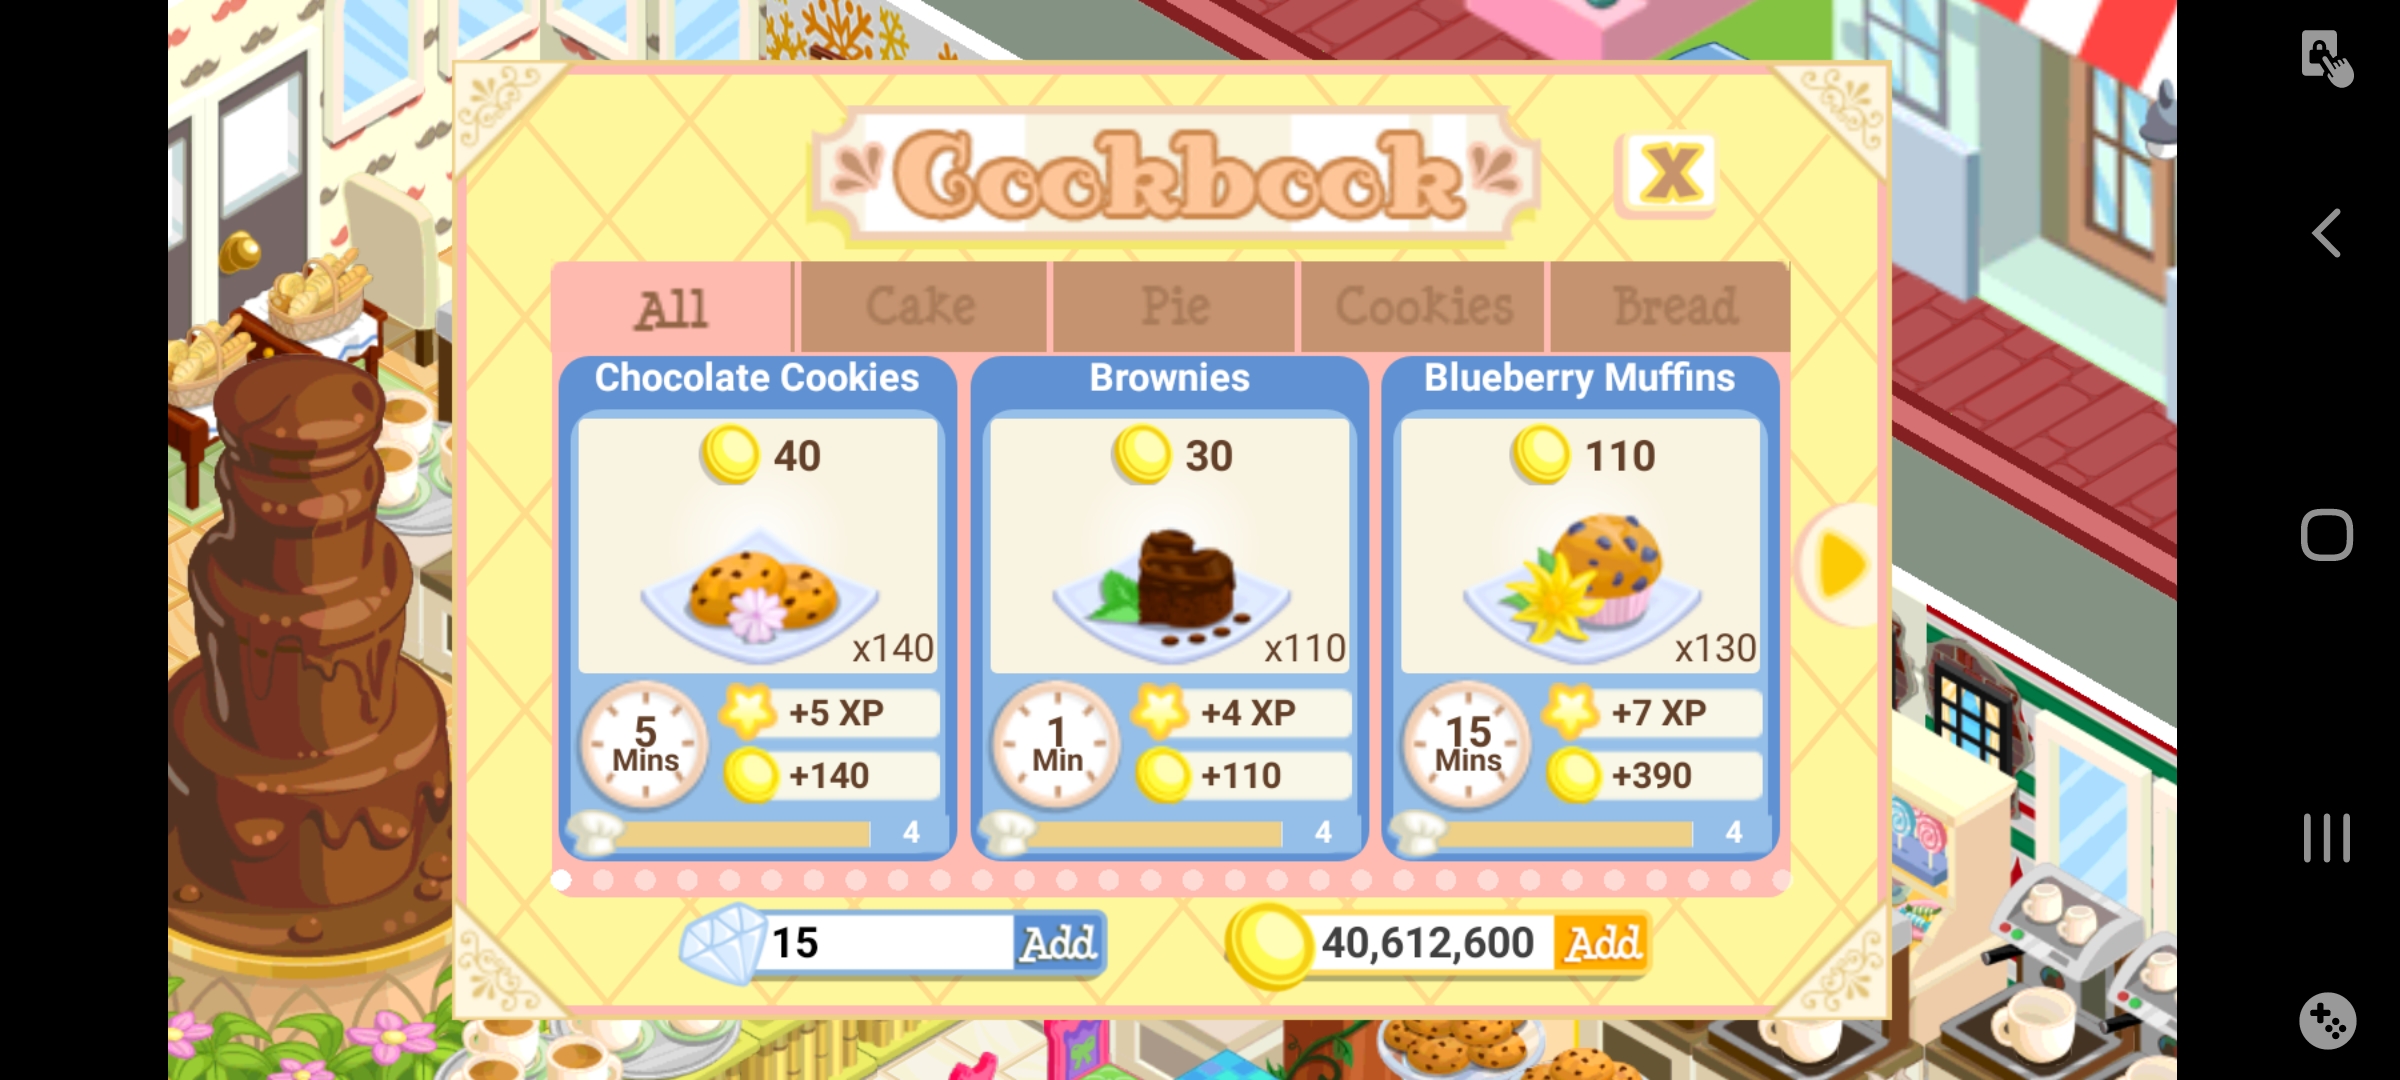 Cookbook
X
All Cake Pie Cookies Bread
Chocolate Cookies
40
x140
5
Mins
+5 XP
+140
4
Brownies
30
x110
1
Min
+4 XP
+110
4
Blueberry Muffins
110
x130
15
Mins
+7 XP
+390
4
15 Add
40,612,600 Add